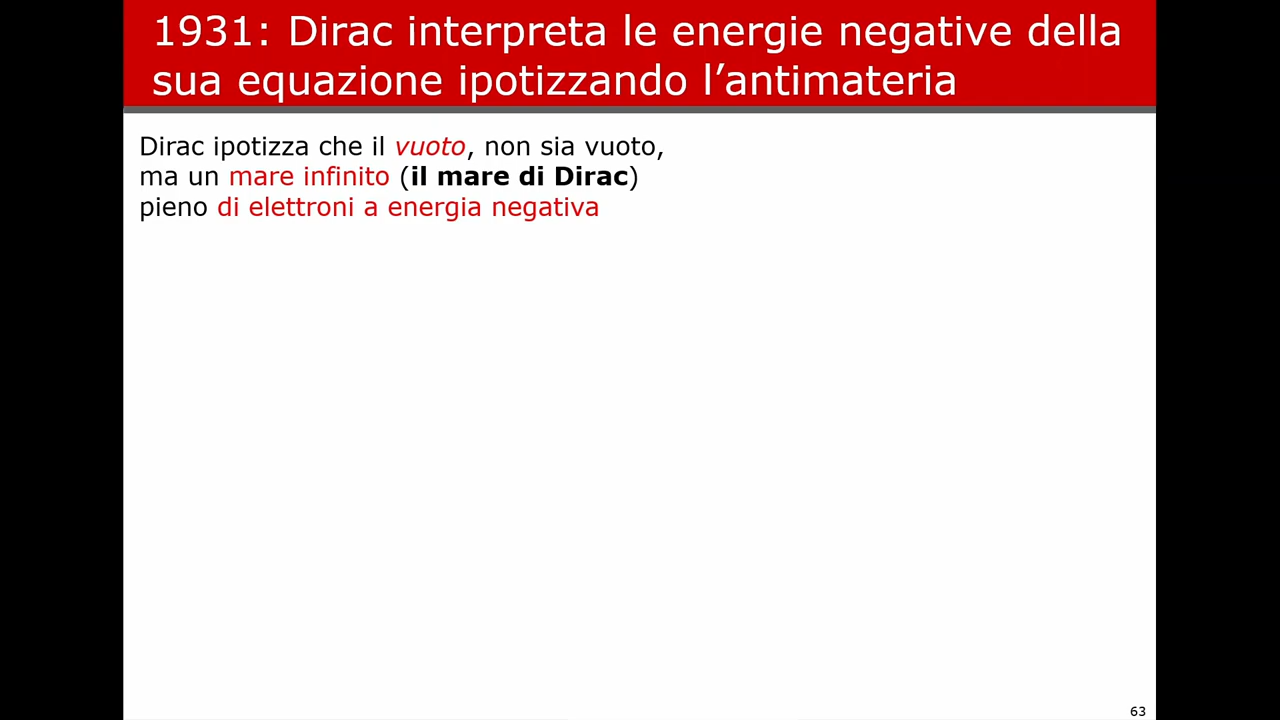 1931: Dirac interpreta le energie negative della
sua equazione ipotizzando l’antimateria
Dirac ipotizza che il vuoto, non sia vuoto,
ma un mare infinito (il mare di Dirac)
pieno di elettroni a energia negativa
63